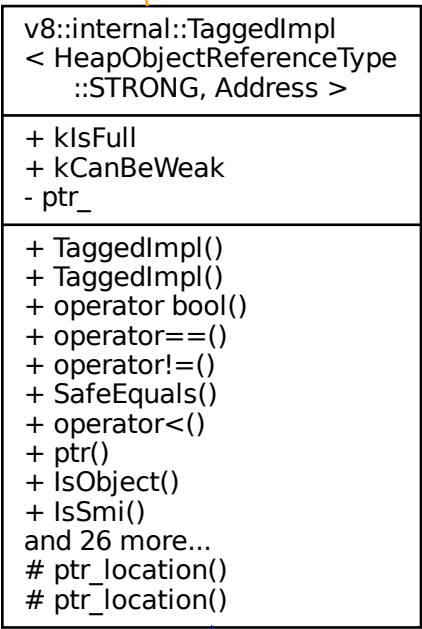 v8::internal::TaggedImpl
< HeapObjectReferenceType
::STRONG, Address >
+ kIsFull
+ kCanBeWeak
- ptr_
+ TaggedImpl()
+ TaggedImpl()
+ operator bool()
+ operator==()
+ operator!=()
+ SafeEquals()
+ operator<()
+ ptr()
+ IsObject()
+ IsSmi()
and 26 more...
# ptr_location()
# ptr_location()